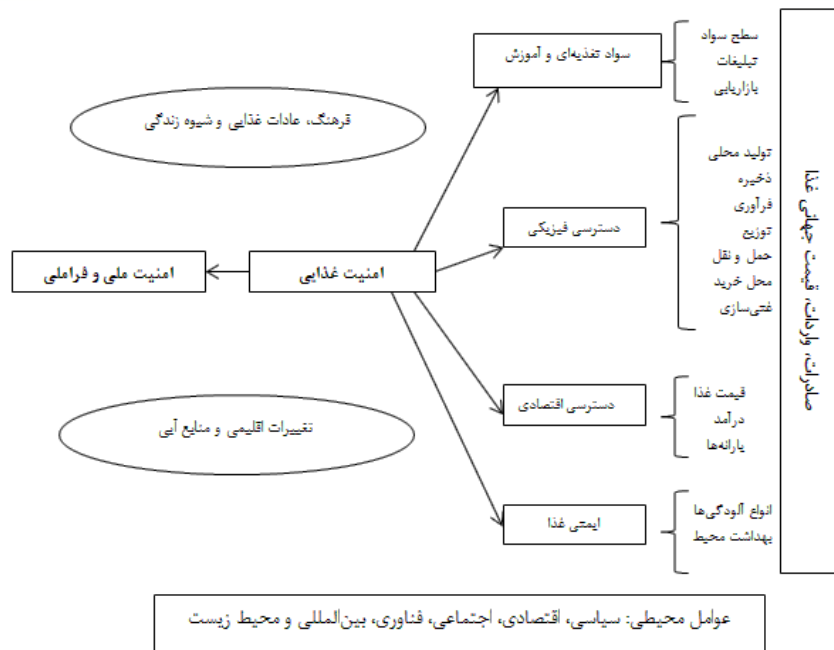 سواد تغذیه‌ای و آموزش
سطح سواد
تبلیغات
بازاریابی
فرهنگ، عادات غذایی و شیوه زندگی
دسترسی فیزیکی
تولید محلی
ذخیره
فرآوری
توزیع
حمل و نقل
محل خرید
غنی‌سازی
صادرات، واردات، قیمت جهانی غذا
امنیت غذایی
امنیت ملی و فراملی
دسترسی اقتصادی
قیمت غذا
درآمد
یارانه‌ها
تغییرات اقلیمی و منابع آبی
ایمنی غذا
انواع آلودگی‌ها
بهداشت محیط
عوامل محیطی: سیاسی، اقتصادی، اجتماعی، فناوری، بین‌المللی و محیط زیست